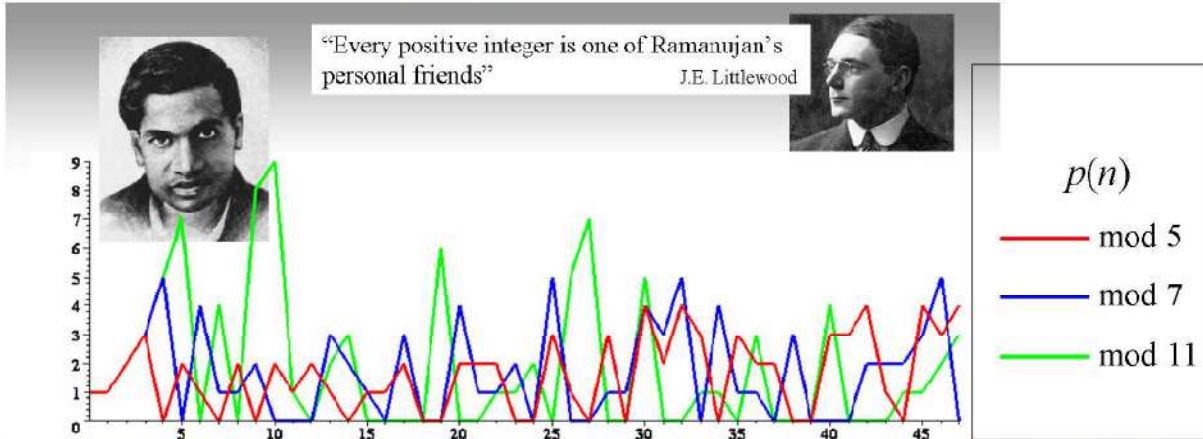 “Every positive integer is one of Ramanujan’s
personal friends”
J.E. Littlewood
9
8
7
6
5
4
3
2
1
0
5 10 15 20 25 30 35 40 45
p(n)
mod 5
mod 7
mod 11